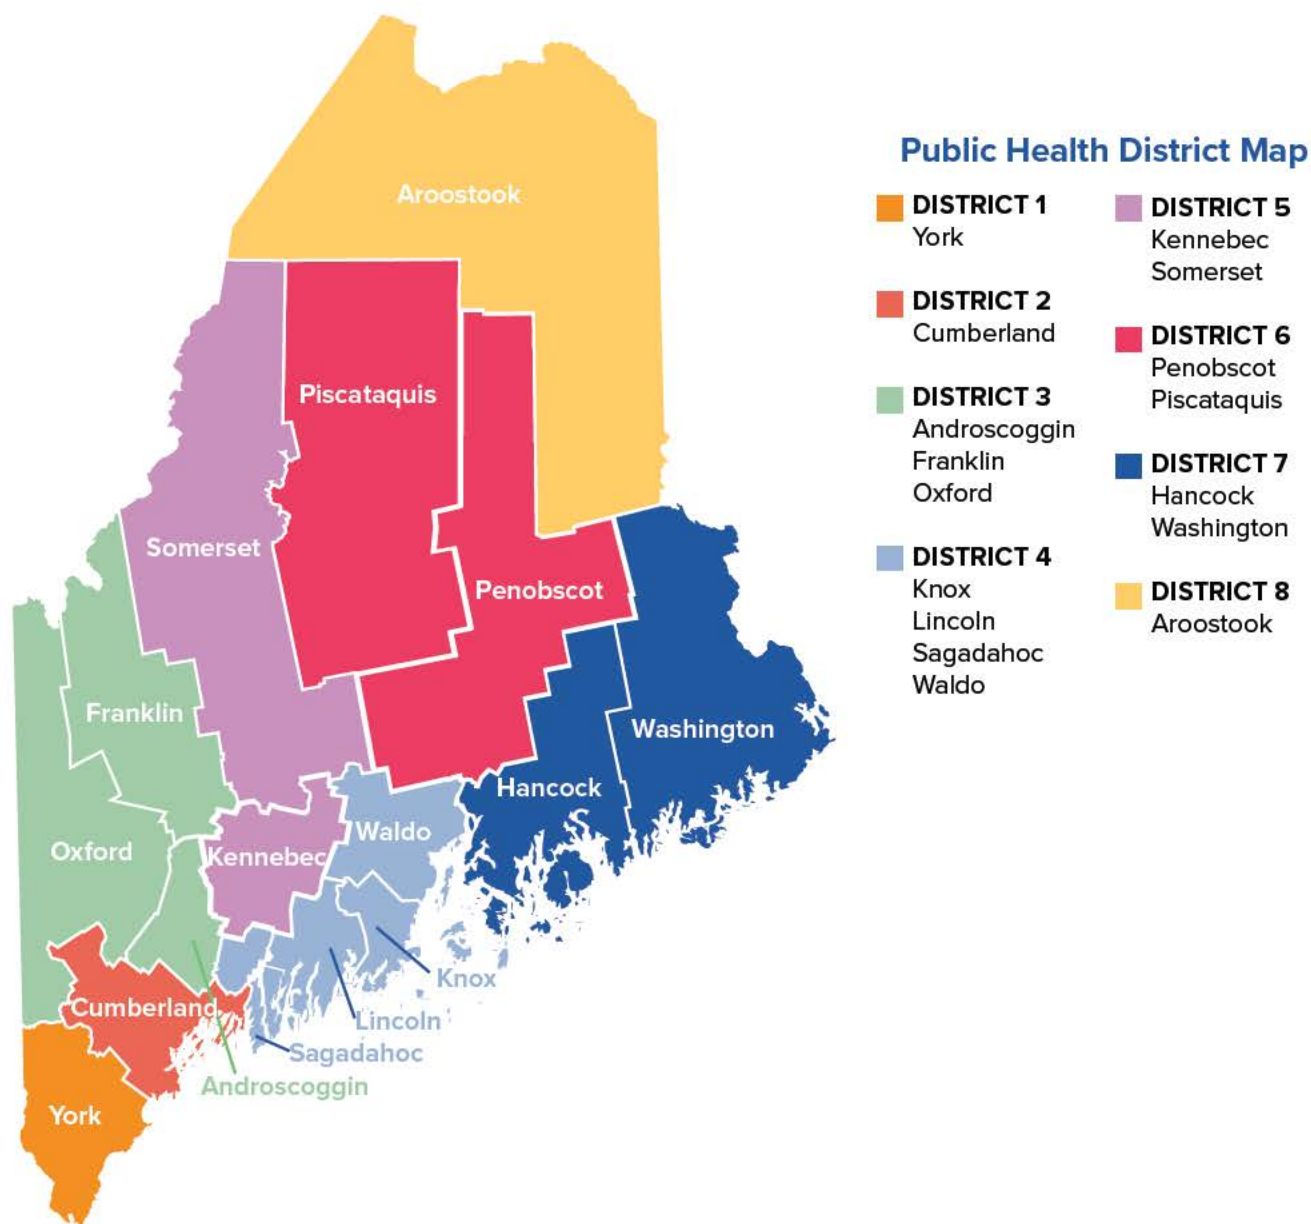 Aroostook
Piscataquis
Somerset
Penobscot
Franklin
Washington
Hancock
Oxford
Waldo
Kennebec
Knox
Cumberland
Lincoln
Sagadahoc
Androscoggin
York
Public Health District Map
DISTRICT 1
York
DISTRICT 2
Cumberland
DISTRICT 3
Androscoggin
Franklin
Oxford
DISTRICT 4
Knox
Lincoln
Sagadahoc
Waldo
DISTRICT 5
Kennebec
Somerset
DISTRICT 6
Penobscot
Piscataquis
DISTRICT 7
Hancock
Washington
DISTRICT 8
Aroostook